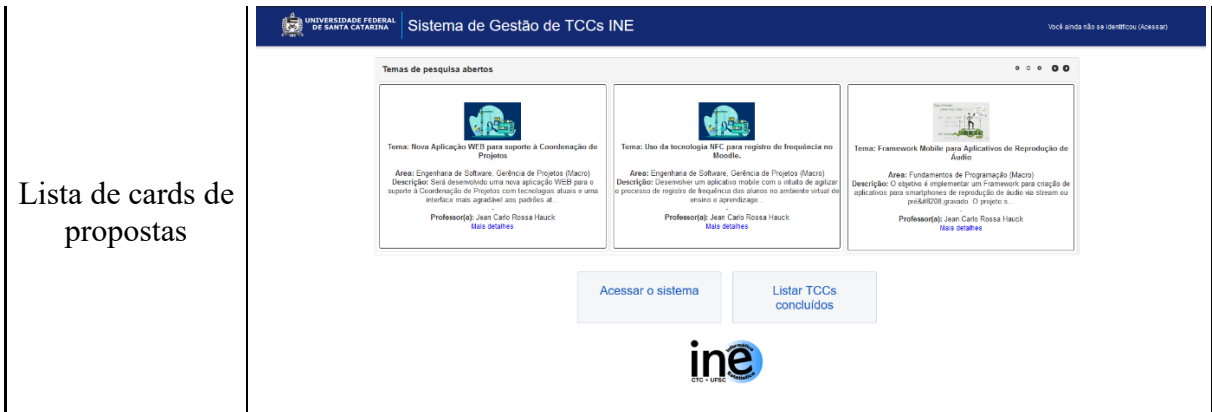 Lista de cards de
propostas
UNIVERSIDADE FEDERAL
DE SANTA CATARINA
Sistema de Gestão de TCCs INE
Você ainda não se identificou (Acessar)
Temas de pesquisa abertos
Tema: Nova Aplicação WEB para suporte à Coordenação de
Projetos
Area: Engenharia de Software, Gerência de Projetos (Macro)
Descrição: Será desenvolvido uma nova aplicação WEB para o
suporte à Coordenação de Projetos com tecnologias atuais e uma
interface mais agradável aos padrões at...
Professor(a): Jean Carlo Rossa Hauck
Mais detalhes
Tema: Uso da tecnologia NFC para registro de frequência no
Moodle.
Area: Engenharia de Software, Gerência de Projetos (Macro)
Descrição: Desenvolver um aplicativo mobile com o intuito de agilizar
o processo de registro de frequência dos alunos no ambiente virtual de
ensino e aprendizage...
Professor(a): Jean Carlo Rossa Hauck
Mais detalhes
Tema: Framework Mobile para Aplicativos de Reprodução de
Áudio
Area: Fundamentos de Programação (Macro)
Descrição: O objetivo é implementar um Framework para criação de
aplicativos para smartphones de reprodução de áudio via stream ou
pré&#8208;gravado. O projeto s...
Professor(a): Jean Carlo Rossa Hauck
Mais detalhes
Acessar o sistema
Listar TCCs
concluídos
ine
Informática
Estatística
CTC • UFSC